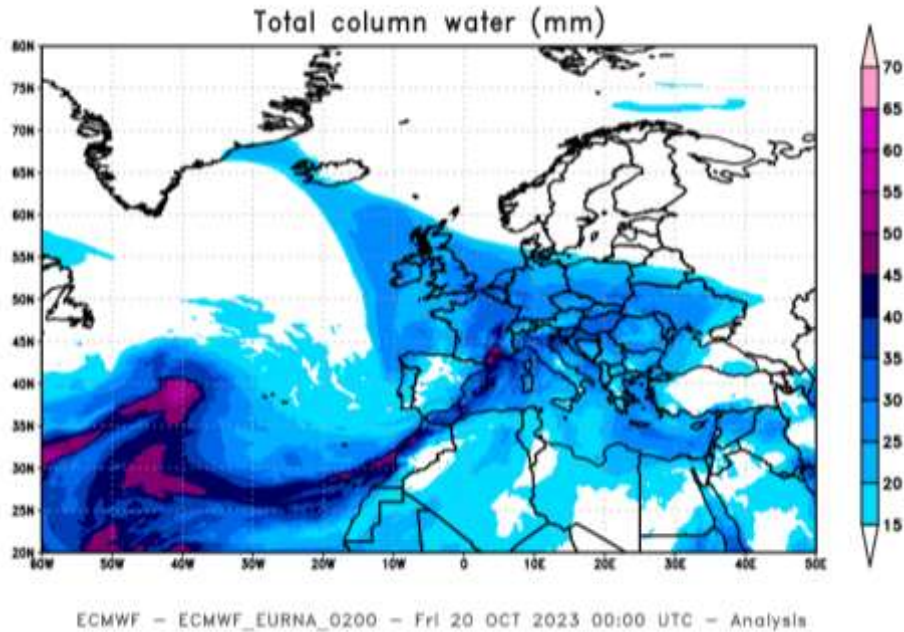 Total column water (mm)
80N
75N
70N
65N
60N
55N
50N
45N
40N
35N
30N
25N
20N
60W 50W 40W 30W 20W 10W 0 10E 20E 30E 40E 50E
70
65
60
55
50
45
40
35
30
25
20
15
ECMWF - ECMWF_EURNA_0200 - Fri 20 OCT 2023 00:00 UTC - Analysis